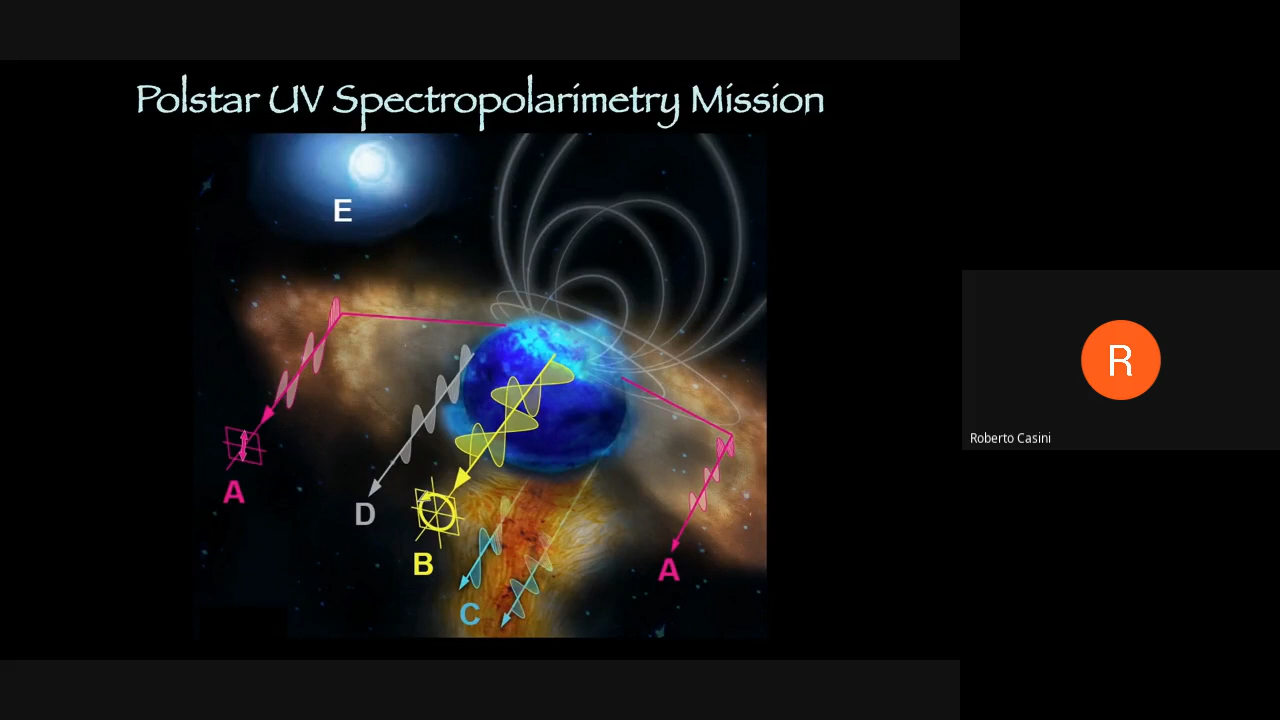 Polstar UV Spectropolarimetry Mission
E
A
D
B
C
A
R
Roberto Casini